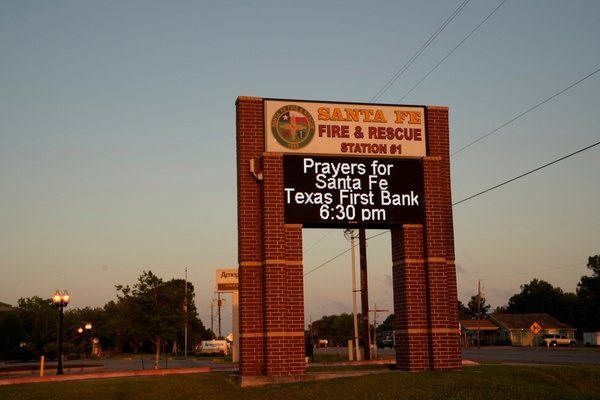 SANTA FE
FIRE & RESCUE
STATION #1
Prayers for
Santa Fe
Texas First Bank
6:30 pm